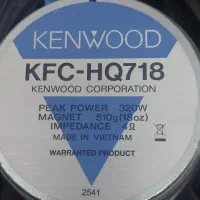 KENWOOD
KFC-HQ718
KENWOOD CORPORATION
PEAK POWER 320W
MAGNET 510g(18oz)
IMPEDANCE 4Ω
MADE IN VIETNAM
WARRANTED PRODUCT
2541